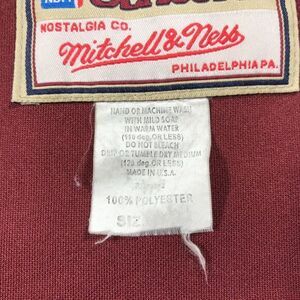 NOSTALGIA CO.
Mitchell & Ness
PHILADELPHIA PA.
HAND OR MACHINE WASH
WITH MILD SOAP
IN WARM WATER
(110 deg. OR LESS)
DO NOT BLEACH
DRIP OR TUMBLE DRY MEDIUM
(120 deg. OR LESS)
MADE IN U.S.A.
100% POLYESTER
SIZ